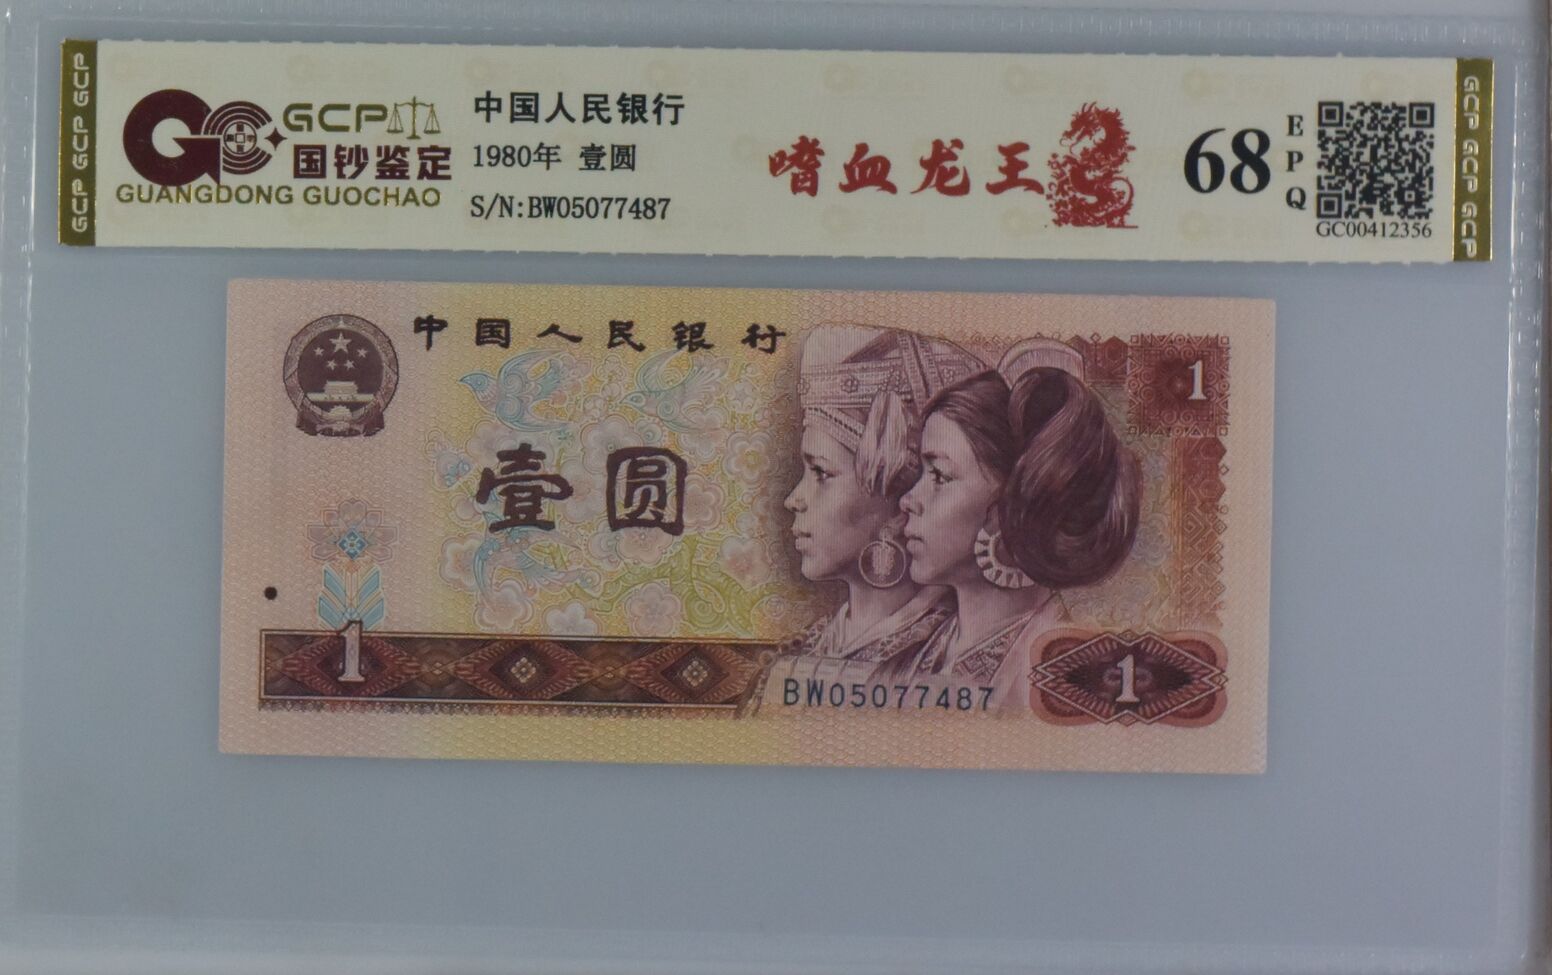 GCP GCP GCP
GCP
国钞鉴定
GUANGDONG GUOCHAO
中国人民银行
1980年 壹圆
S/N:BW05077487
嗜血龙王
68
EPQ
GC00412356
GCP GCP GCP
中国人民银行
1
壹圆
1
BW05077487
1